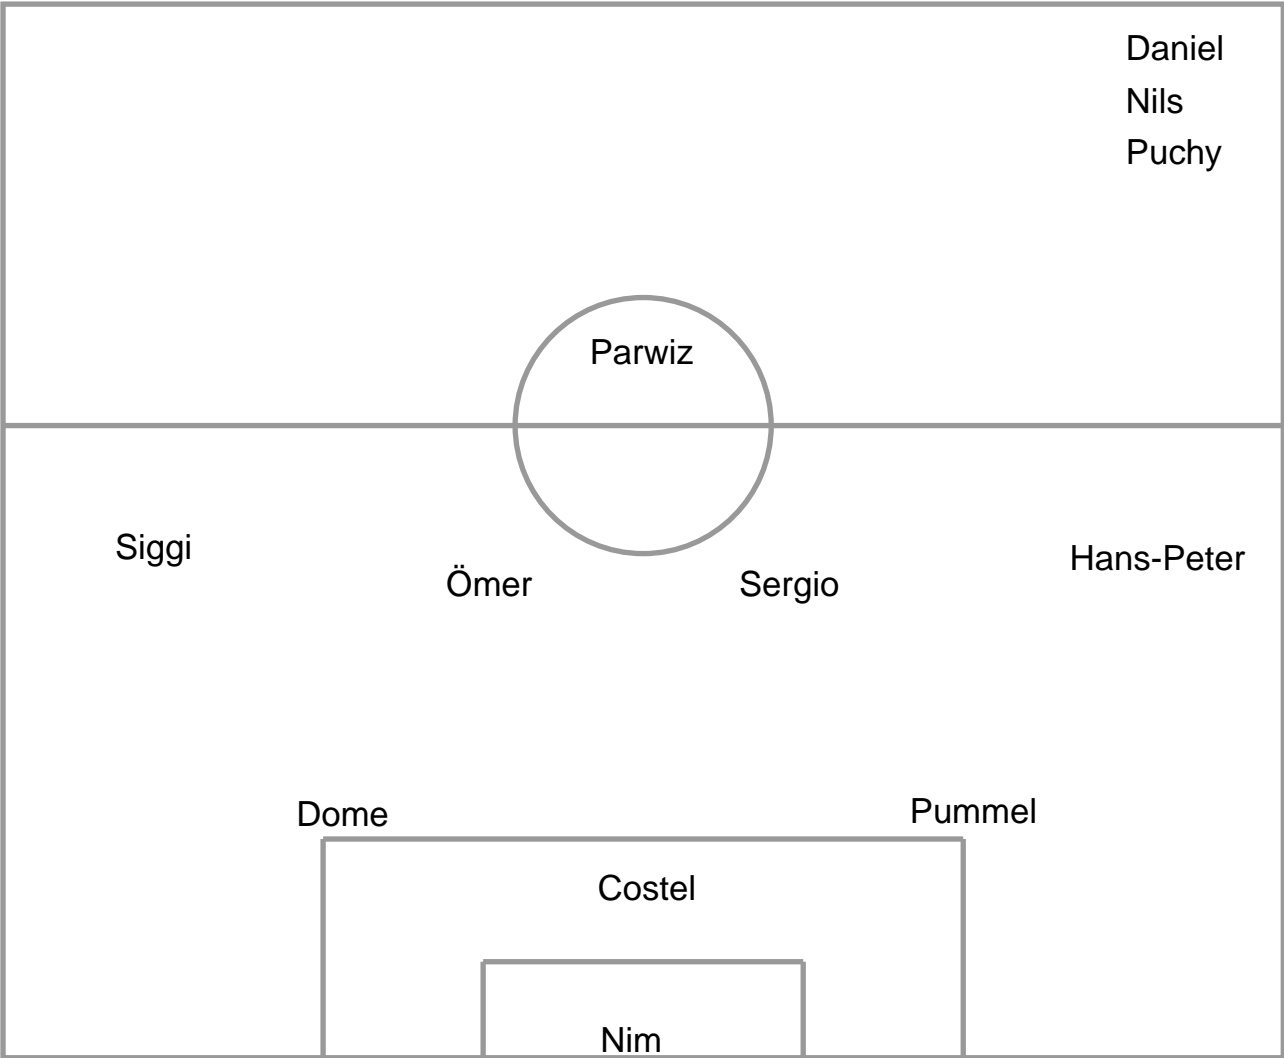 Daniel
Nils
Puchy
Parwiz
Siggi
Hans-Peter
Ömer
Sergio
Dome
Pummel
Costel
Nim